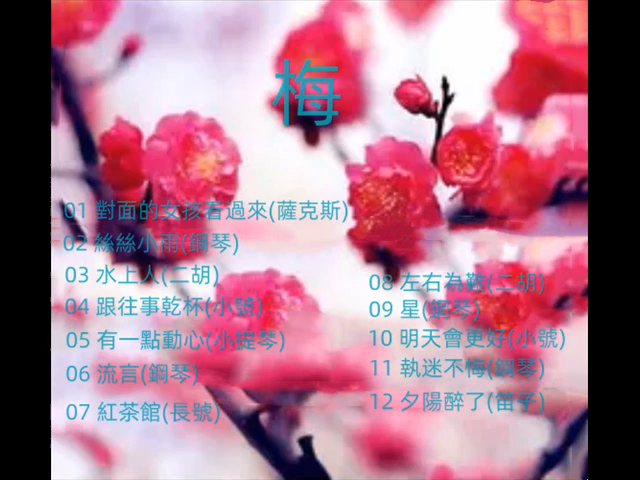 梅
01 對面的女孩看過來(薩克斯)
02 絲絲小雨(鋼琴)
03 水上人(二胡)
04 跟往事乾杯(小號)
05 有一點動心(小提琴)
06 流言(鋼琴)
07 紅茶館(長號)
08 左右為難(二胡)
09 星(鋼琴)
10 明天會更好(小號)
11 執迷不悔(鋼琴)
12 夕陽醉了(笛子)